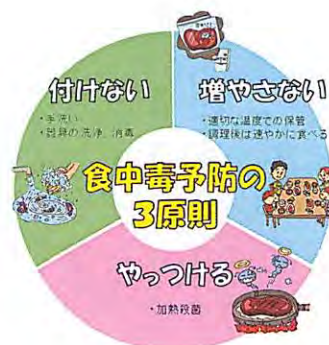 付けない
・手洗い
・器具の洗浄、消毒
増やさない
・適切な温度での保管
・調理後は速やかに食べる
食中毒予防の
3原則
やっつける
・加熱殺菌